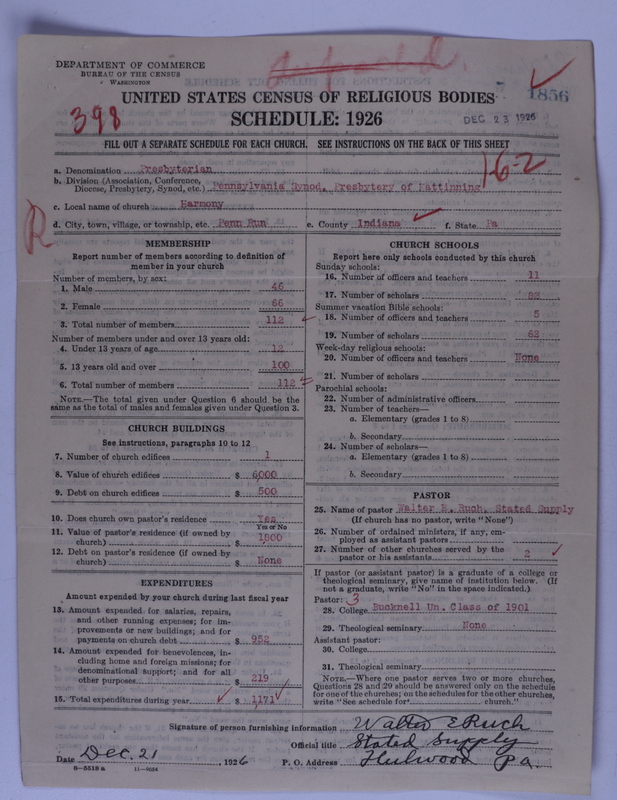 DEPARTMENT OF COMMERCE
BUREAU OF THE CENSUS
WASHINGTON
1856
UNITED STATES CENSUS OF RELIGIOUS BODIES
398
SCHEDULE: 1926
DEC 23 1926
FILL OUT A SEPARATE SCHEDULE FOR EACH CHURCH. SEE INSTRUCTIONS ON THE BACK OF THIS SHEET
162
a. Denomination Presbyterian
b. Division (Association, Conference, Diocese, Presbytery, Synod, etc.) Pennsylvania Synod, Presbytery of Kattinning
c. Local name of church Harmony
R
d. City, town, village, or township, etc. Penn Run e. County Indiana f. State Pa
MEMBERSHIP
Report number of members according to definition of
member in your church
Number of members, by sex:
1. Male 46
2. Female 66
3. Total number of members 112
Number of members under and over 13 years old:
4. Under 13 years of age 12
5. 13 years old and over 100
6. Total number of members 112
NOTE.—The total given under Question 6 should be the
same as the total of males and females given under Question 3.
CHURCH BUILDINGS
See instructions, paragraphs 10 to 12
7. Number of church edifices 1
8. Value of church edifices $ 6000
9. Debt on church edifices $ 500
10. Does church own pastor's residence Yes
Yes or No
11. Value of pastor's residence (if owned by
church) $ 1800
12. Debt on pastor's residence (if owned by
church) $ None
EXPENDITURES
Amount expended by your church during last fiscal year
13. Amount expended for salaries, repairs,
and other running expenses; for im-
provements or new buildings; and for
payments on church debt $ 952
14. Amount expended for benevolences, in-
cluding home and foreign missions; for
denominational support; and for all
other purposes $ 219
15. Total expenditures during year $ 1171
CHURCH SCHOOLS
Report here only schools conducted by this church
Sunday schools:
16. Number of officers and teachers 11
17. Number of scholars
Summer vacation Bible schools:
18. Number of officers and teachers 5
19. Number of scholars 62
Week-day religious schools:
20. Number of officers and teachers None
21. Number of scholars
Parochial schools:
22. Number of administrative officers
23. Number of teachers—
a. Elementary (grades 1 to 8)
b. Secondary
24. Number of scholars—
a. Elementary (grades 1 to 8)
b. Secondary
PASTOR
25. Name of pastor Walter E. Ruch, Stated Supply
(If church has no pastor, write "None")
26. Number of ordained ministers, if any, em-
ployed as assistant pastors
27. Number of other churches served by the
pastor or his assistants 2
If pastor (or assistant pastor) is a graduate of a college or
theological seminary, give name of institution below. (If
not a graduate, write "No" in the space indicated.)
Pastor: 3
28. College Bucknell Un. Class of 1901
29. Theological seminary None
Assistant pastor:
30. College
31. Theological seminary
NOTE.—Where one pastor serves two or more churches,
Questions 28 and 29 should be answered only on the schedule
for one of the churches; on the schedules for the other churches,
write "See schedule for church."
Signature of person furnishing information Walter E Ruch
Official title Stated Supply
Date Dec. 21, 1926 P. O. Address Pa.
8—5518 a 11—9034